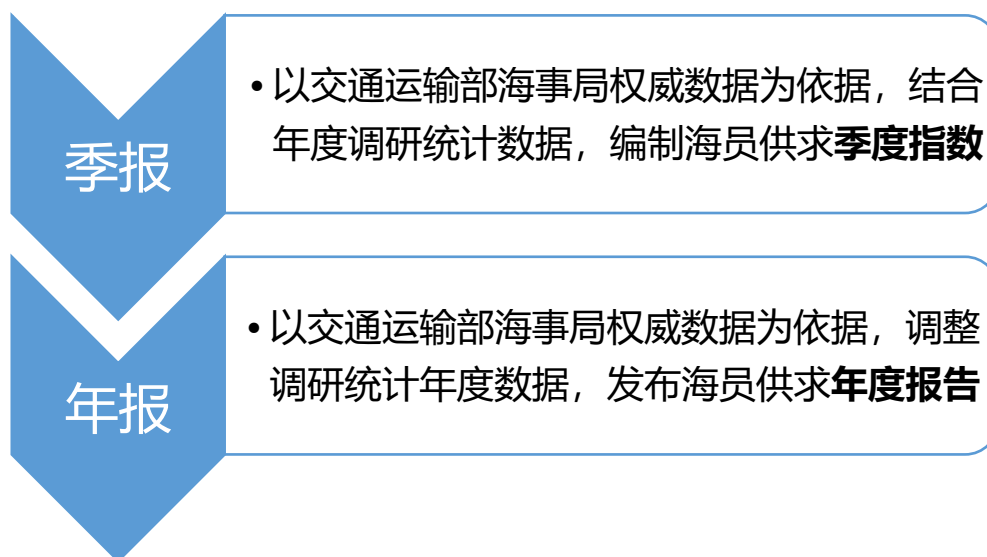 季报
•以交通运输部海事局权威数据为依据，结合
年度调研统计数据，编制海员供求季度指数
年报
•以交通运输部海事局权威数据为依据，调整
调研统计年度数据，发布海员供求年度报告